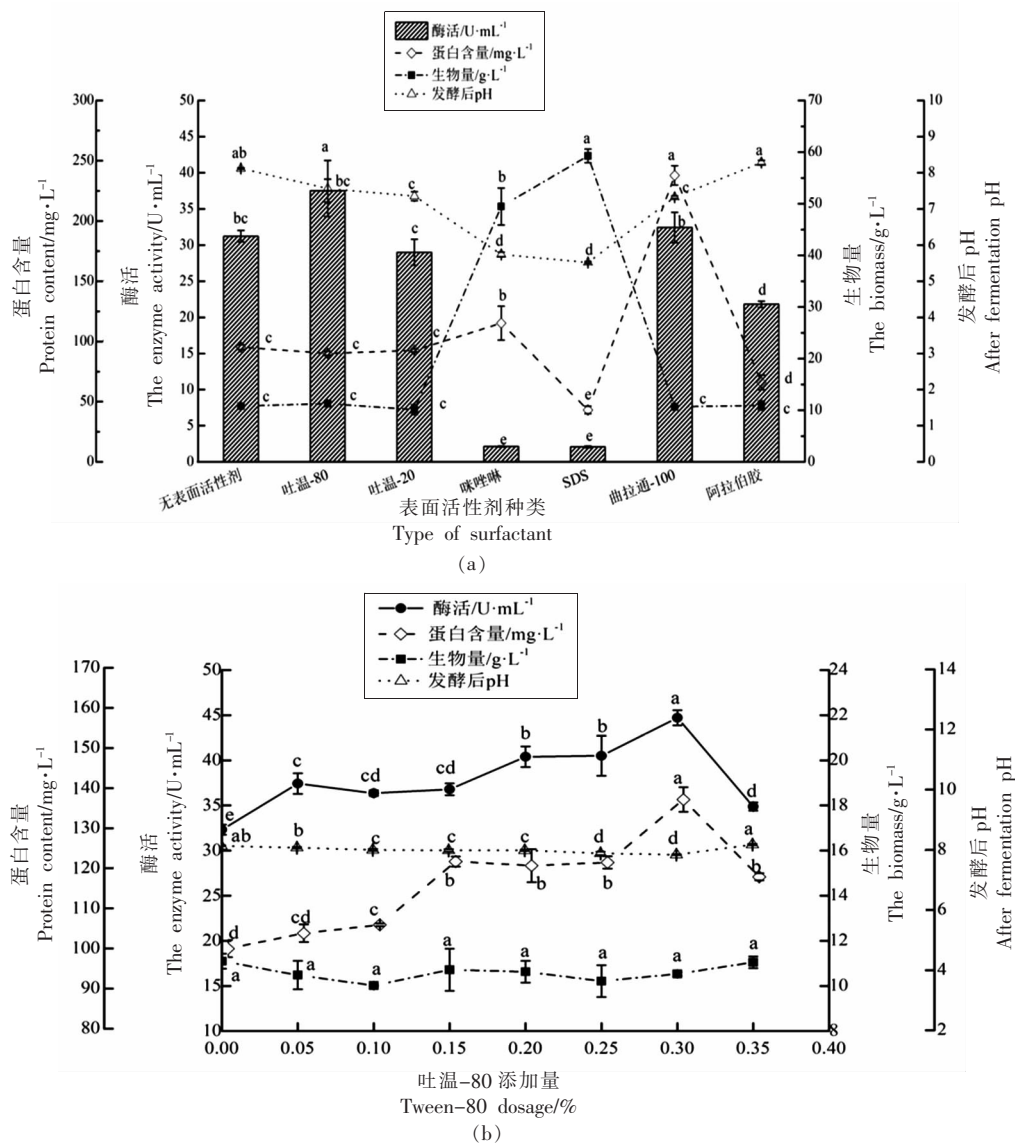 酶活/U·mL⁻¹
蛋白含量/mg·L⁻¹
生物量/g·L⁻¹
发酵后pH
蛋白含量
Protein content/mg·L⁻¹
300
250
200
150
100
50
0
酶活
The enzyme activity/U·mL⁻¹
50
45
40
35
30
25
20
15
10
5
0
ab a bc c b a a c a
bc c d d b
b d
c c c e d
c c c e e c c
生物量
The biomass/g·L⁻¹
70
60
50
40
30
20
10
0
发酵后 pH
After fermentation pH
10
9
8
7
6
5
4
3
2
1
0
无表面活性剂 吐温-80 吐温-20 咪唑啉 SDS 曲拉通-100 阿拉伯胶
表面活性剂种类
Type of surfactant
(a)
酶活/U·mL⁻¹
蛋白含量/mg·L⁻¹
生物量/g·L⁻¹
发酵后pH
蛋白含量
Protein content/mg·L⁻¹
170
160
150
140
130
120
110
100
90
80
酶活
The enzyme activity/U·mL⁻¹
50
45
40
35
30
25
20
15
10
e c cd cd b b a d
ab b c c c d d a
d cd c b b b a b
a a a a a a a a
生物量
The biomass/g·L⁻¹
24
22
20
18
16
14
12
10
8
发酵后 pH
After fermentation pH
14
12
10
8
6
4
2
0.00 0.05 0.10 0.15 0.20 0.25 0.30 0.35 0.40
吐温-80 添加量
Tween-80 dosage/%
(b)